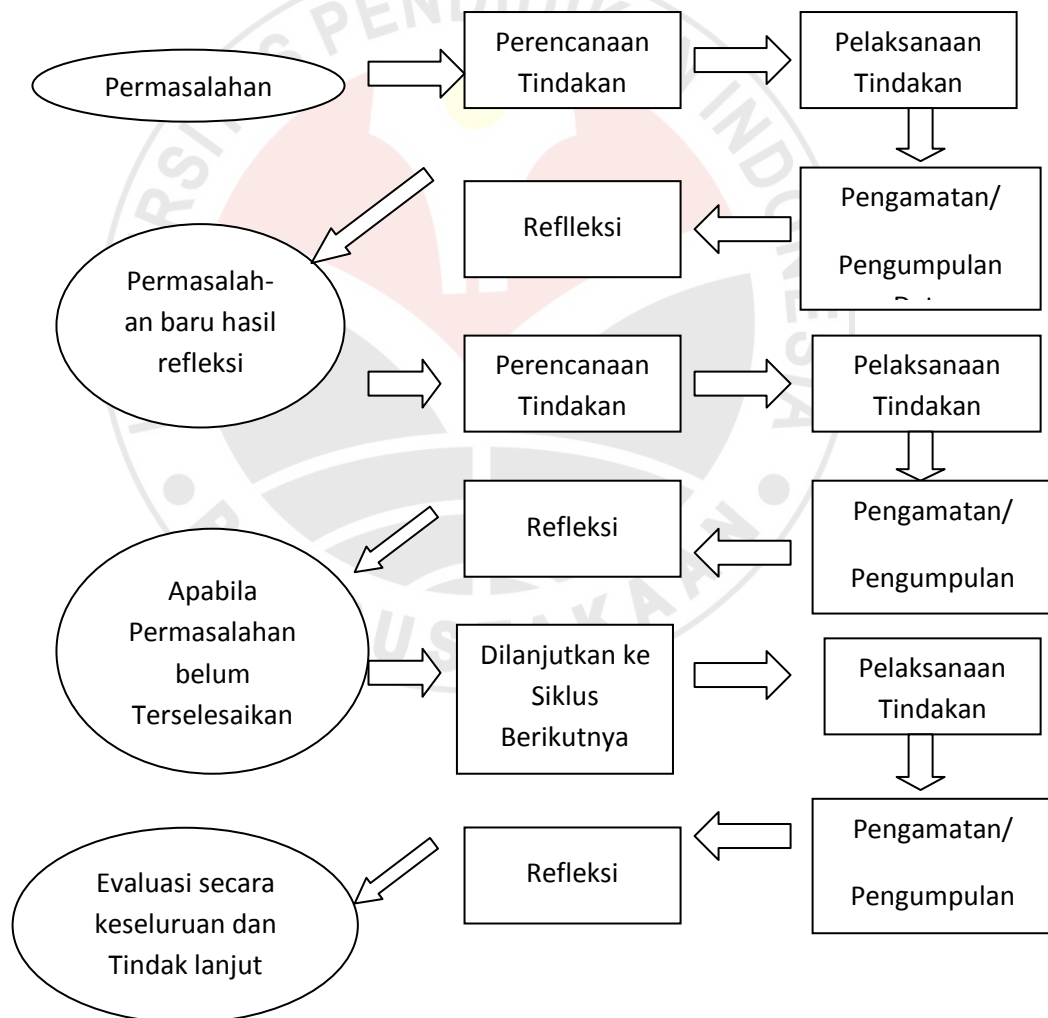 Permasalahan
Perencanaan
Tindakan
Pelaksanaan
Tindakan
Pengamatan/
Pengumpulan
Reflleksi
Permasalah-
an baru hasil
refleksi
Perencanaan
Tindakan
Pelaksanaan
Tindakan
Pengamatan/
Pengumpulan
Refleksi
Apabila
Permasalahan
belum
Terselesaikan
Dilanjutkan ke
Siklus
Berikutnya
Pelaksanaan
Tindakan
Pengamatan/
Pengumpulan
Refleksi
Evaluasi secara
keseluruan dan
Tindak lanjut